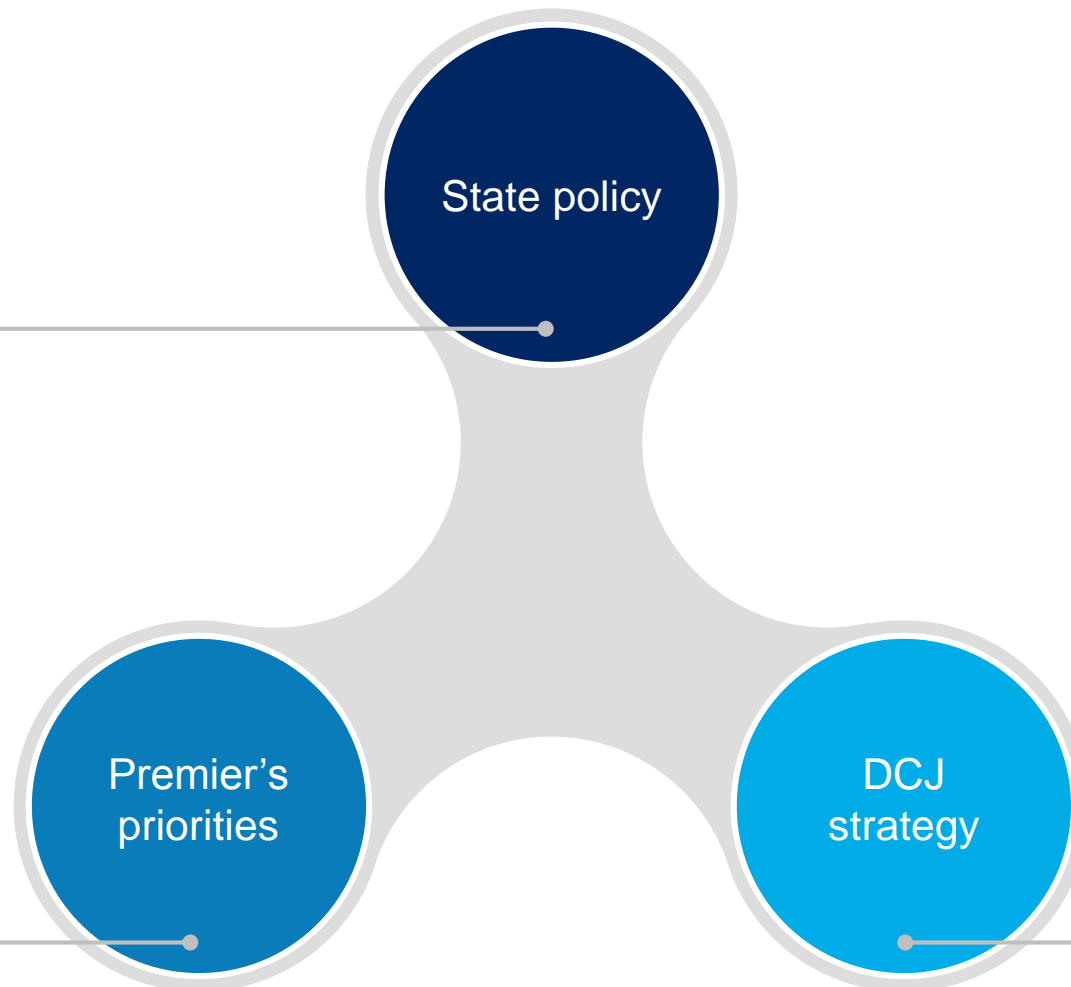 State policy
Premier’s
priorities
DCJ
strategy